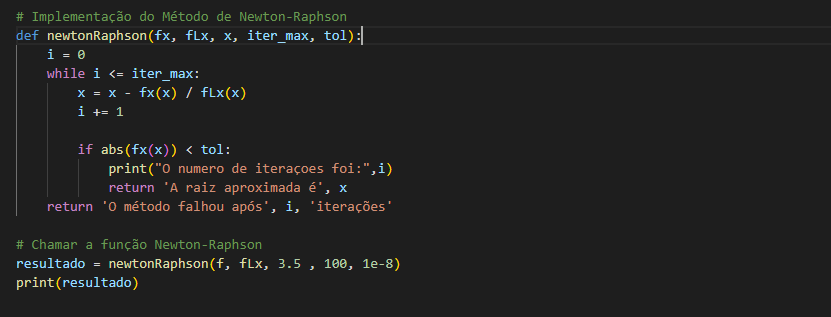 # Implementação do Método de Newton-Raphson
def newtonRaphson(fx, fLx, x, iter_max, tol):
    i = 0
    while i <= iter_max:
        x = x - fx(x) / fLx(x)
        i += 1

        if abs(fx(x)) < tol:
            print("O numero de iteraçoes foi:",i)
            return 'A raiz aproximada é', x
    return 'O método falhou após', i, 'iterações'

# Chamar a função Newton-Raphson
resultado = newtonRaphson(f, fLx, 3.5 , 100, 1e-8)
print(resultado)